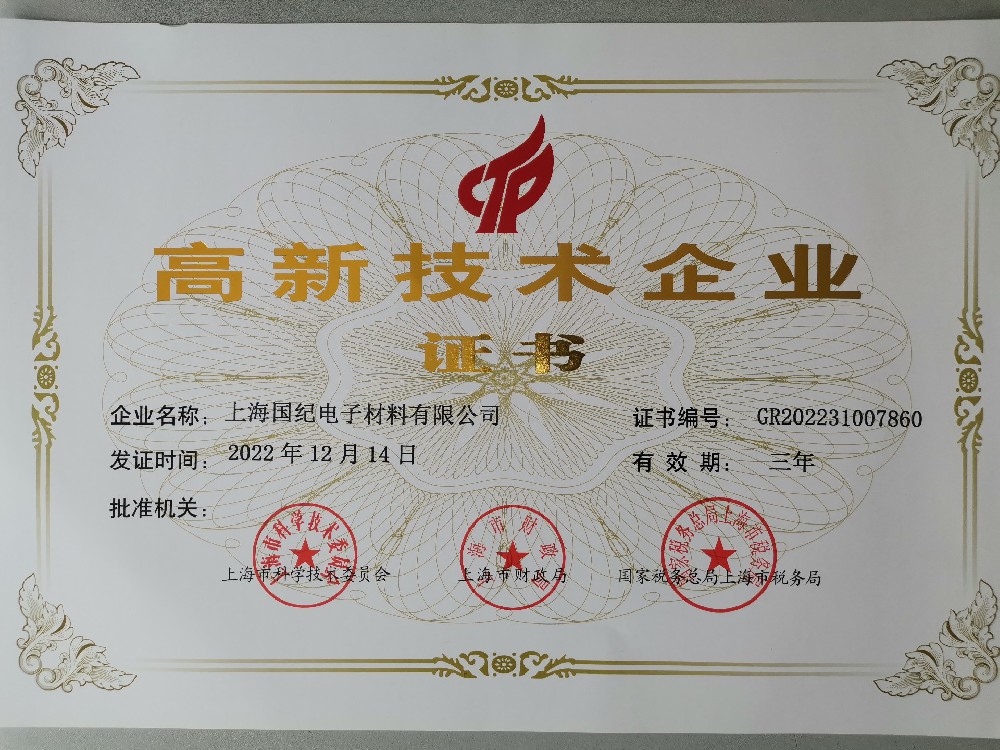 高新技术企业
证书
企业名称：上海国纪电子材料有限公司
证书编号：GR202231007860
发证时间：2022年12月14日
有效期：三年
批准机关：
上海市科学技术委员会
上海市财政局
国家税务总局上海市税务局